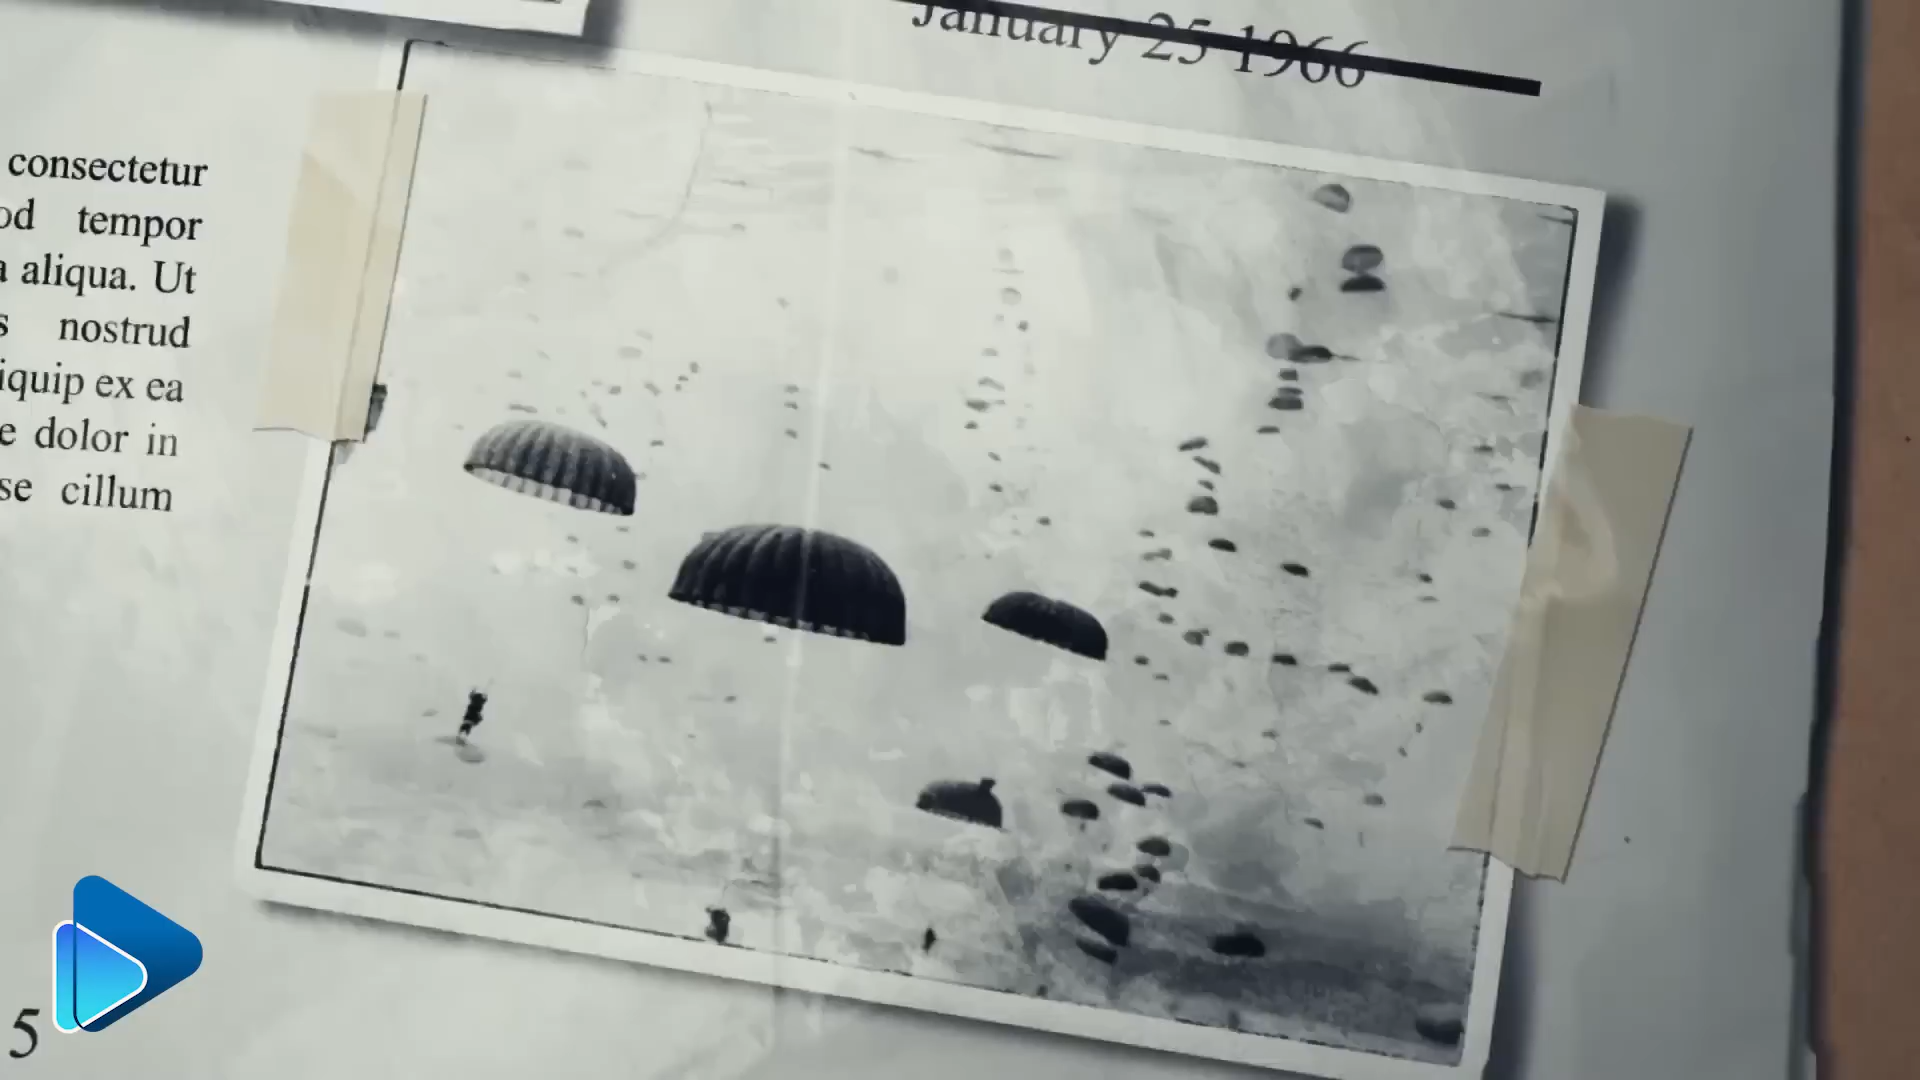 January 25 1966
consectetur
od tempor
a aliqua. Ut
s nostrud
iquip ex ea
e dolor in
se cillum
5